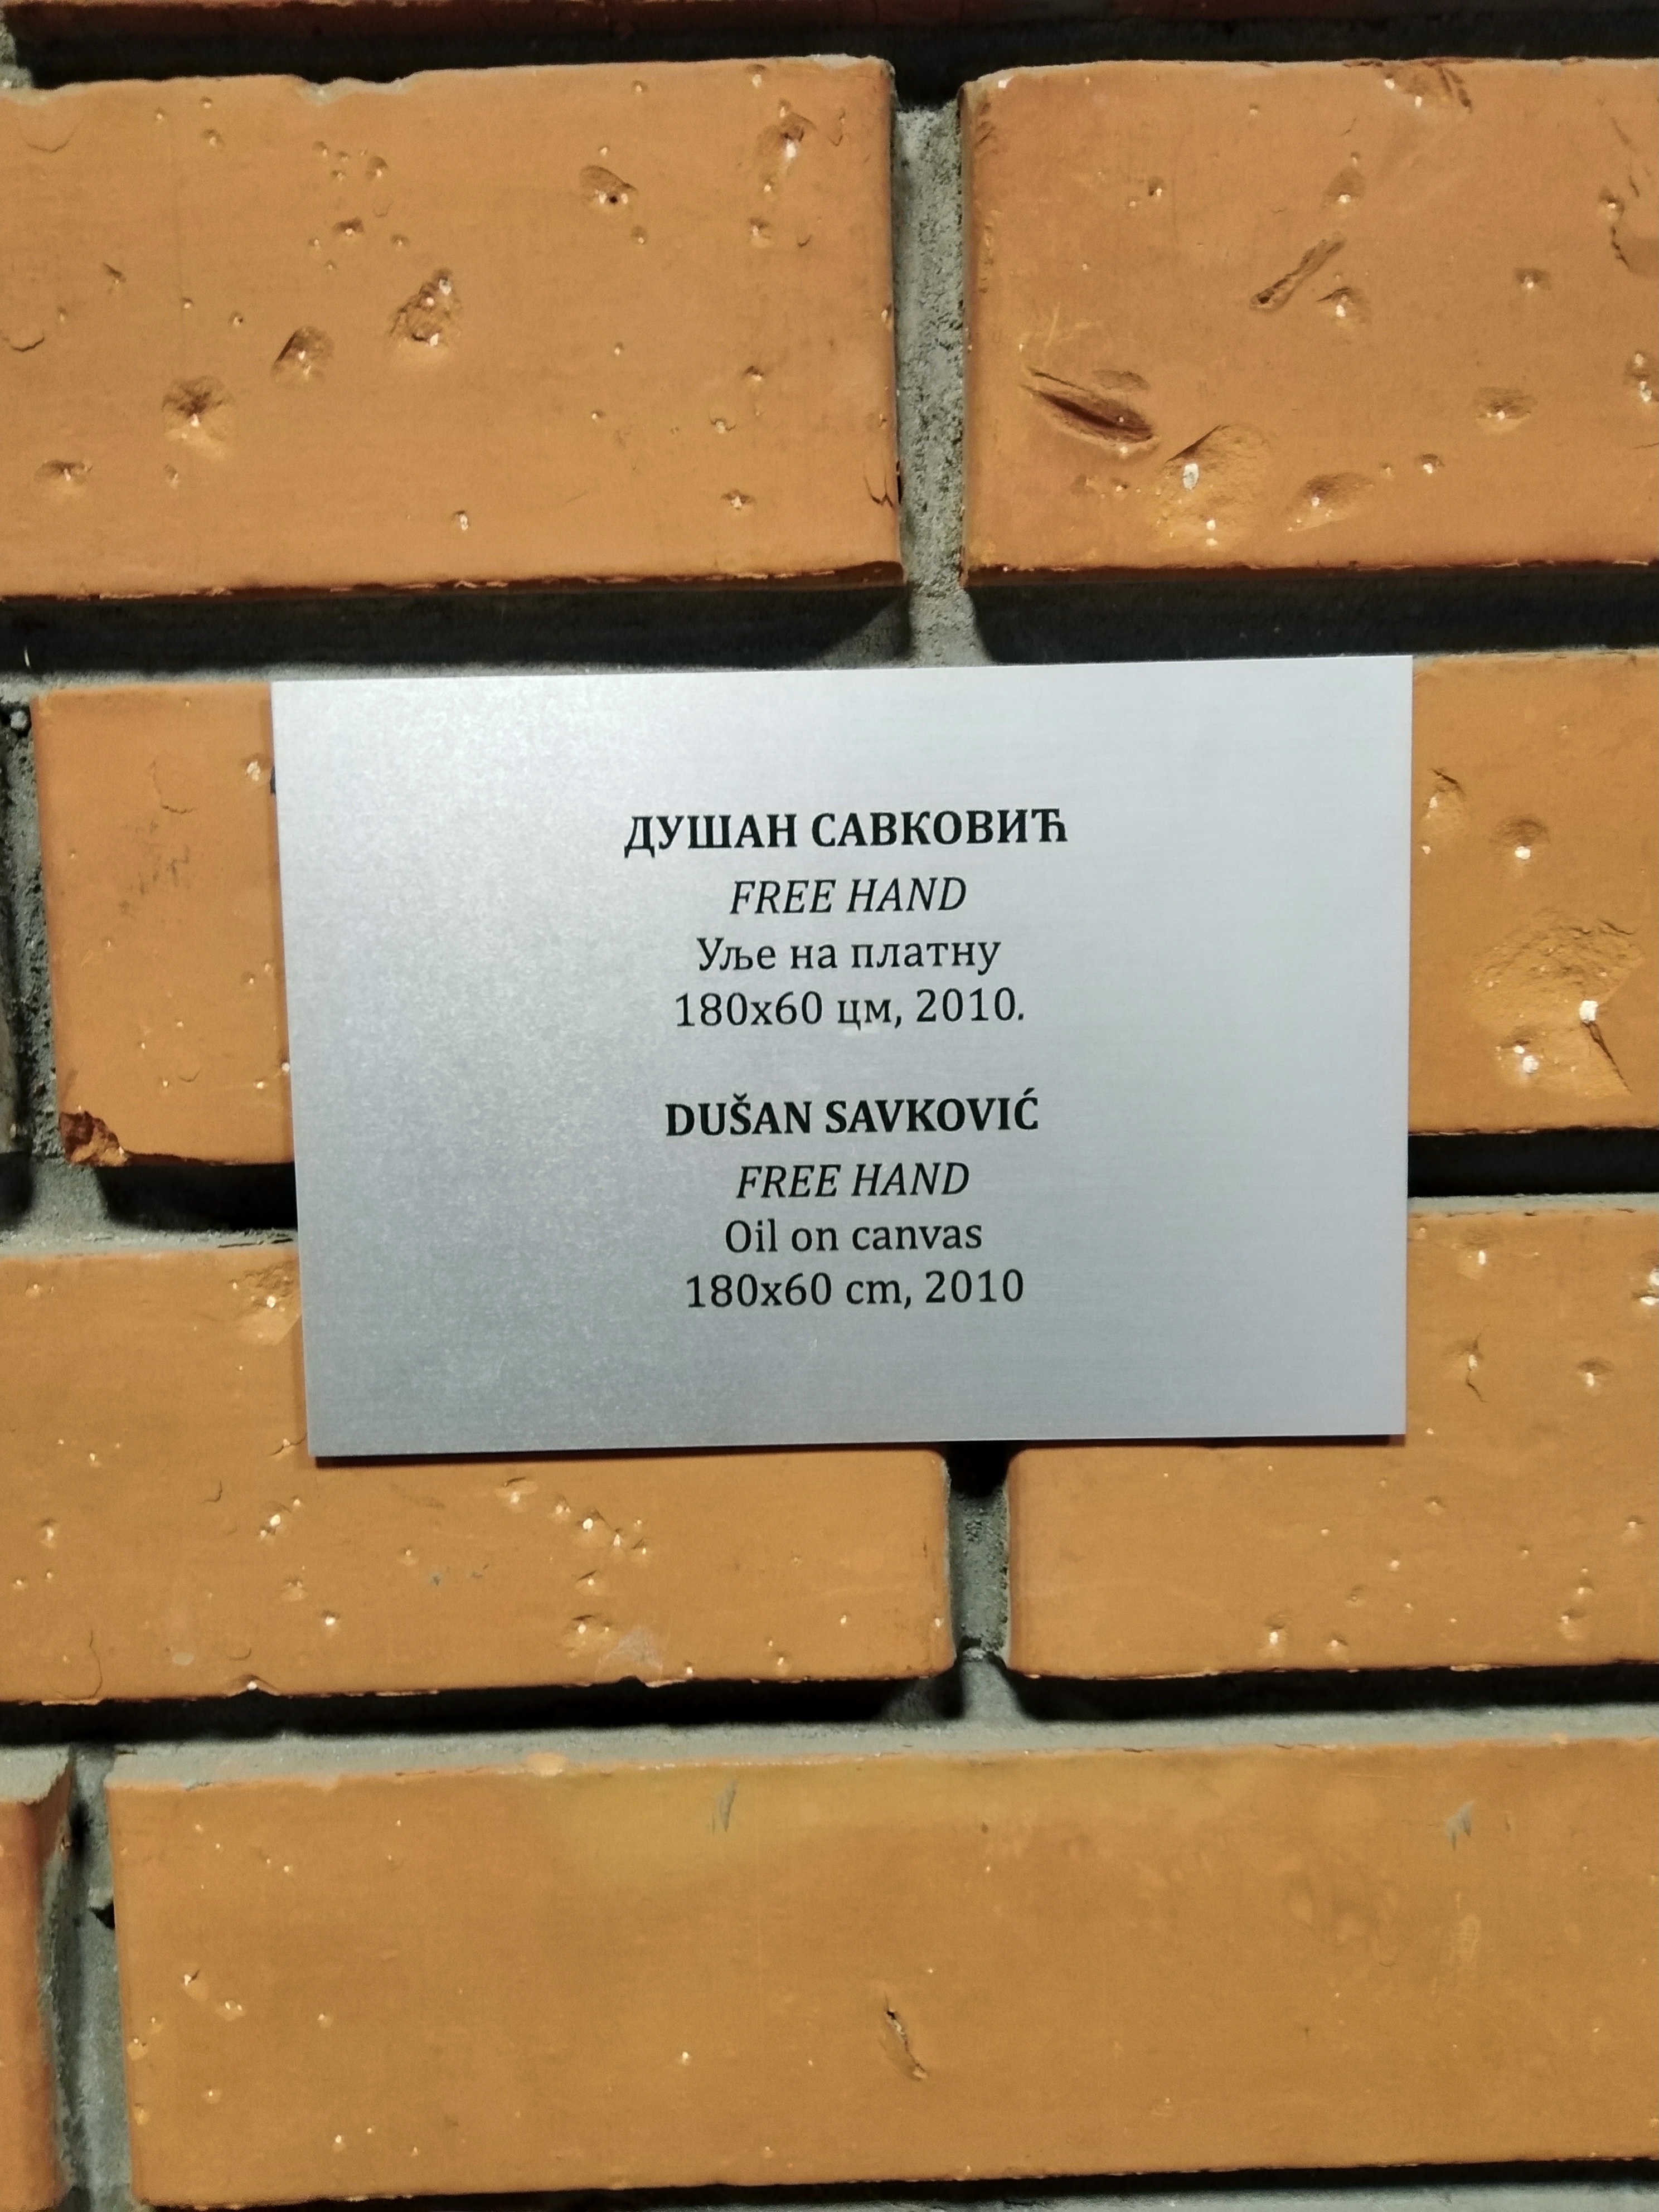 ДУШАН САВКОВИЋ
FREE HAND
Уље на платну
180x60 цм, 2010.
DUŠAN SAVKOVIĆ
FREE HAND
Oil on canvas
180x60 cm, 2010